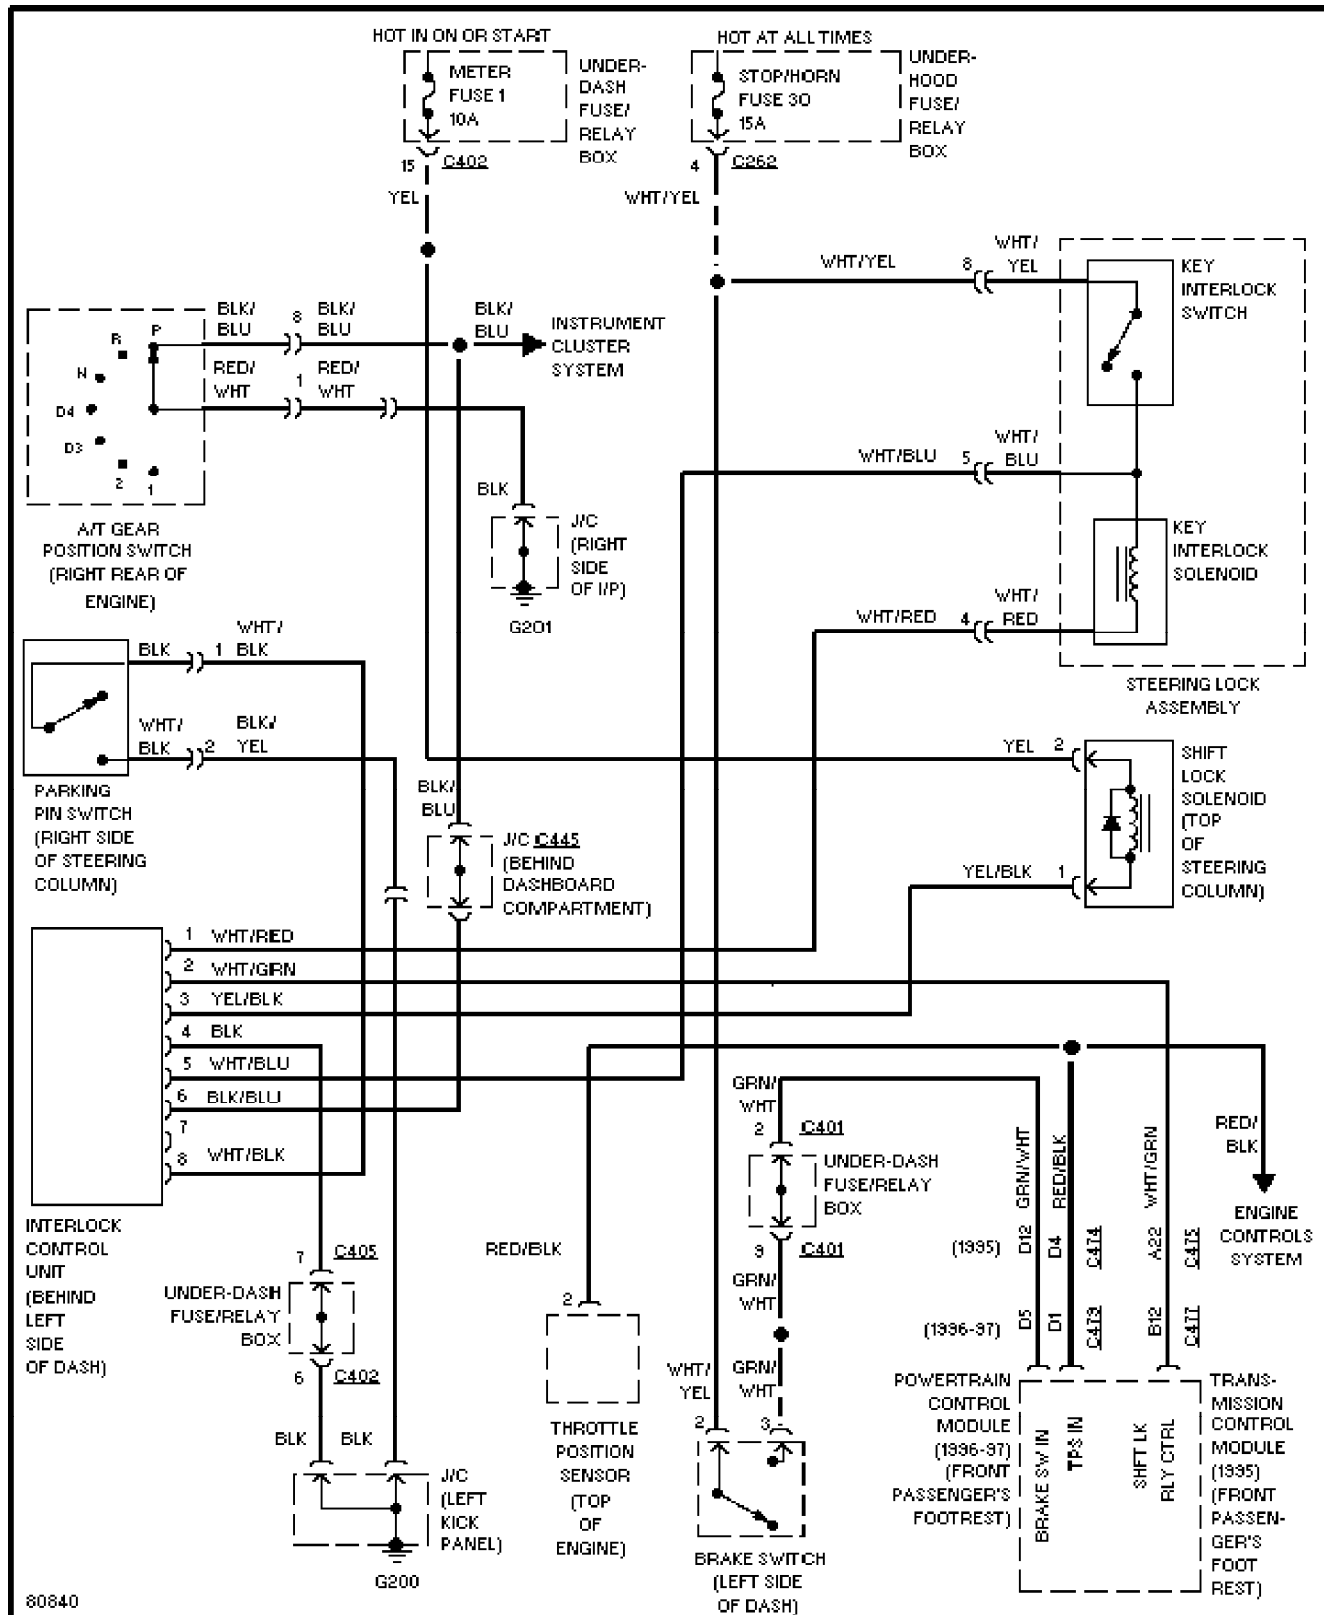 HOT IN ON OR START
HOT AT ALL TIMES
METER
FUSE 1
10A
UNDER-
DASH
FUSE/
RELAY
BOX
STOP/HORN
FUSE 30
15A
UNDER-
HOOD
FUSE/
RELAY
BOX
15
C402
4
C262
YEL
WHT/YEL
WHT/YEL
8
WHT/
YEL
KEY
INTERLOCK
SWITCH
BLK/
BLU
8
BLK/
BLU
BLK/
BLU
INSTRUMENT
CLUSTER
SYSTEM
RED/
WHT
1
RED/
WHT
P
R
N
D4
D3
2
1
A/T GEAR
POSITION SWITCH
(RIGHT REAR OF
ENGINE)
BLK
J/C
(RIGHT
SIDE
OF I/P)
G201
WHT/BLU
5
WHT/
BLU
KEY
INTERLOCK
SOLENOID
WHT/RED
4
WHT/
RED
STEERING LOCK
ASSEMBLY
BLK
1
WHT/
BLK
WHT/
BLK
2
BLK/
YEL
PARKING
PIN SWITCH
(RIGHT SIDE
OF STEERING
COLUMN)
YEL
2
SHIFT
LOCK
SOLENOID
(TOP
OF
STEERING
COLUMN)
YEL/BLK
1
BLK/
BLU
J/C C445
(BEHIND
DASHBOARD
COMPARTMENT)
1 WHT/RED
2 WHT/GRN
3 YEL/BLK
4 BLK
5 WHT/BLU
6 BLK/BLU
7
8 WHT/BLK
INTERLOCK
CONTROL
UNIT
(BEHIND
LEFT
SIDE
OF DASH)
7
C405
UNDER-DASH
FUSE/RELAY
BOX
6
C402
BLK
BLK
J/C
(LEFT
KICK
PANEL)
G200
RED/BLK
2
THROTTLE
POSITION
SENSOR
(TOP
OF
ENGINE)
GRN/
WHT
2
C401
UNDER-DASH
FUSE/RELAY
BOX
9
C401
GRN/
WHT
WHT/
YEL
GRN/
WHT
2
3
BRAKE SWITCH
(LEFT SIDE
OF DASH)
GRN/WHT
RED/BLK
WHT/GRN
RED/
BLK
ENGINE
CONTROLS
SYSTEM
(1995)
D12
D4
C474
A22
C475
(1996-97)
D5
D1
C479
B12
C477
POWERTRAIN
CONTROL
MODULE
(1996-97)
(FRONT
PASSENGER'S
FOOTREST)
BRAKE SW IN
TPS IN
SHFT LK
RLY CTRL
TRANS-
MISSION
CONTROL
MODULE
(1995)
(FRONT
PASSEN-
GER'S
FOOT
REST)
80840